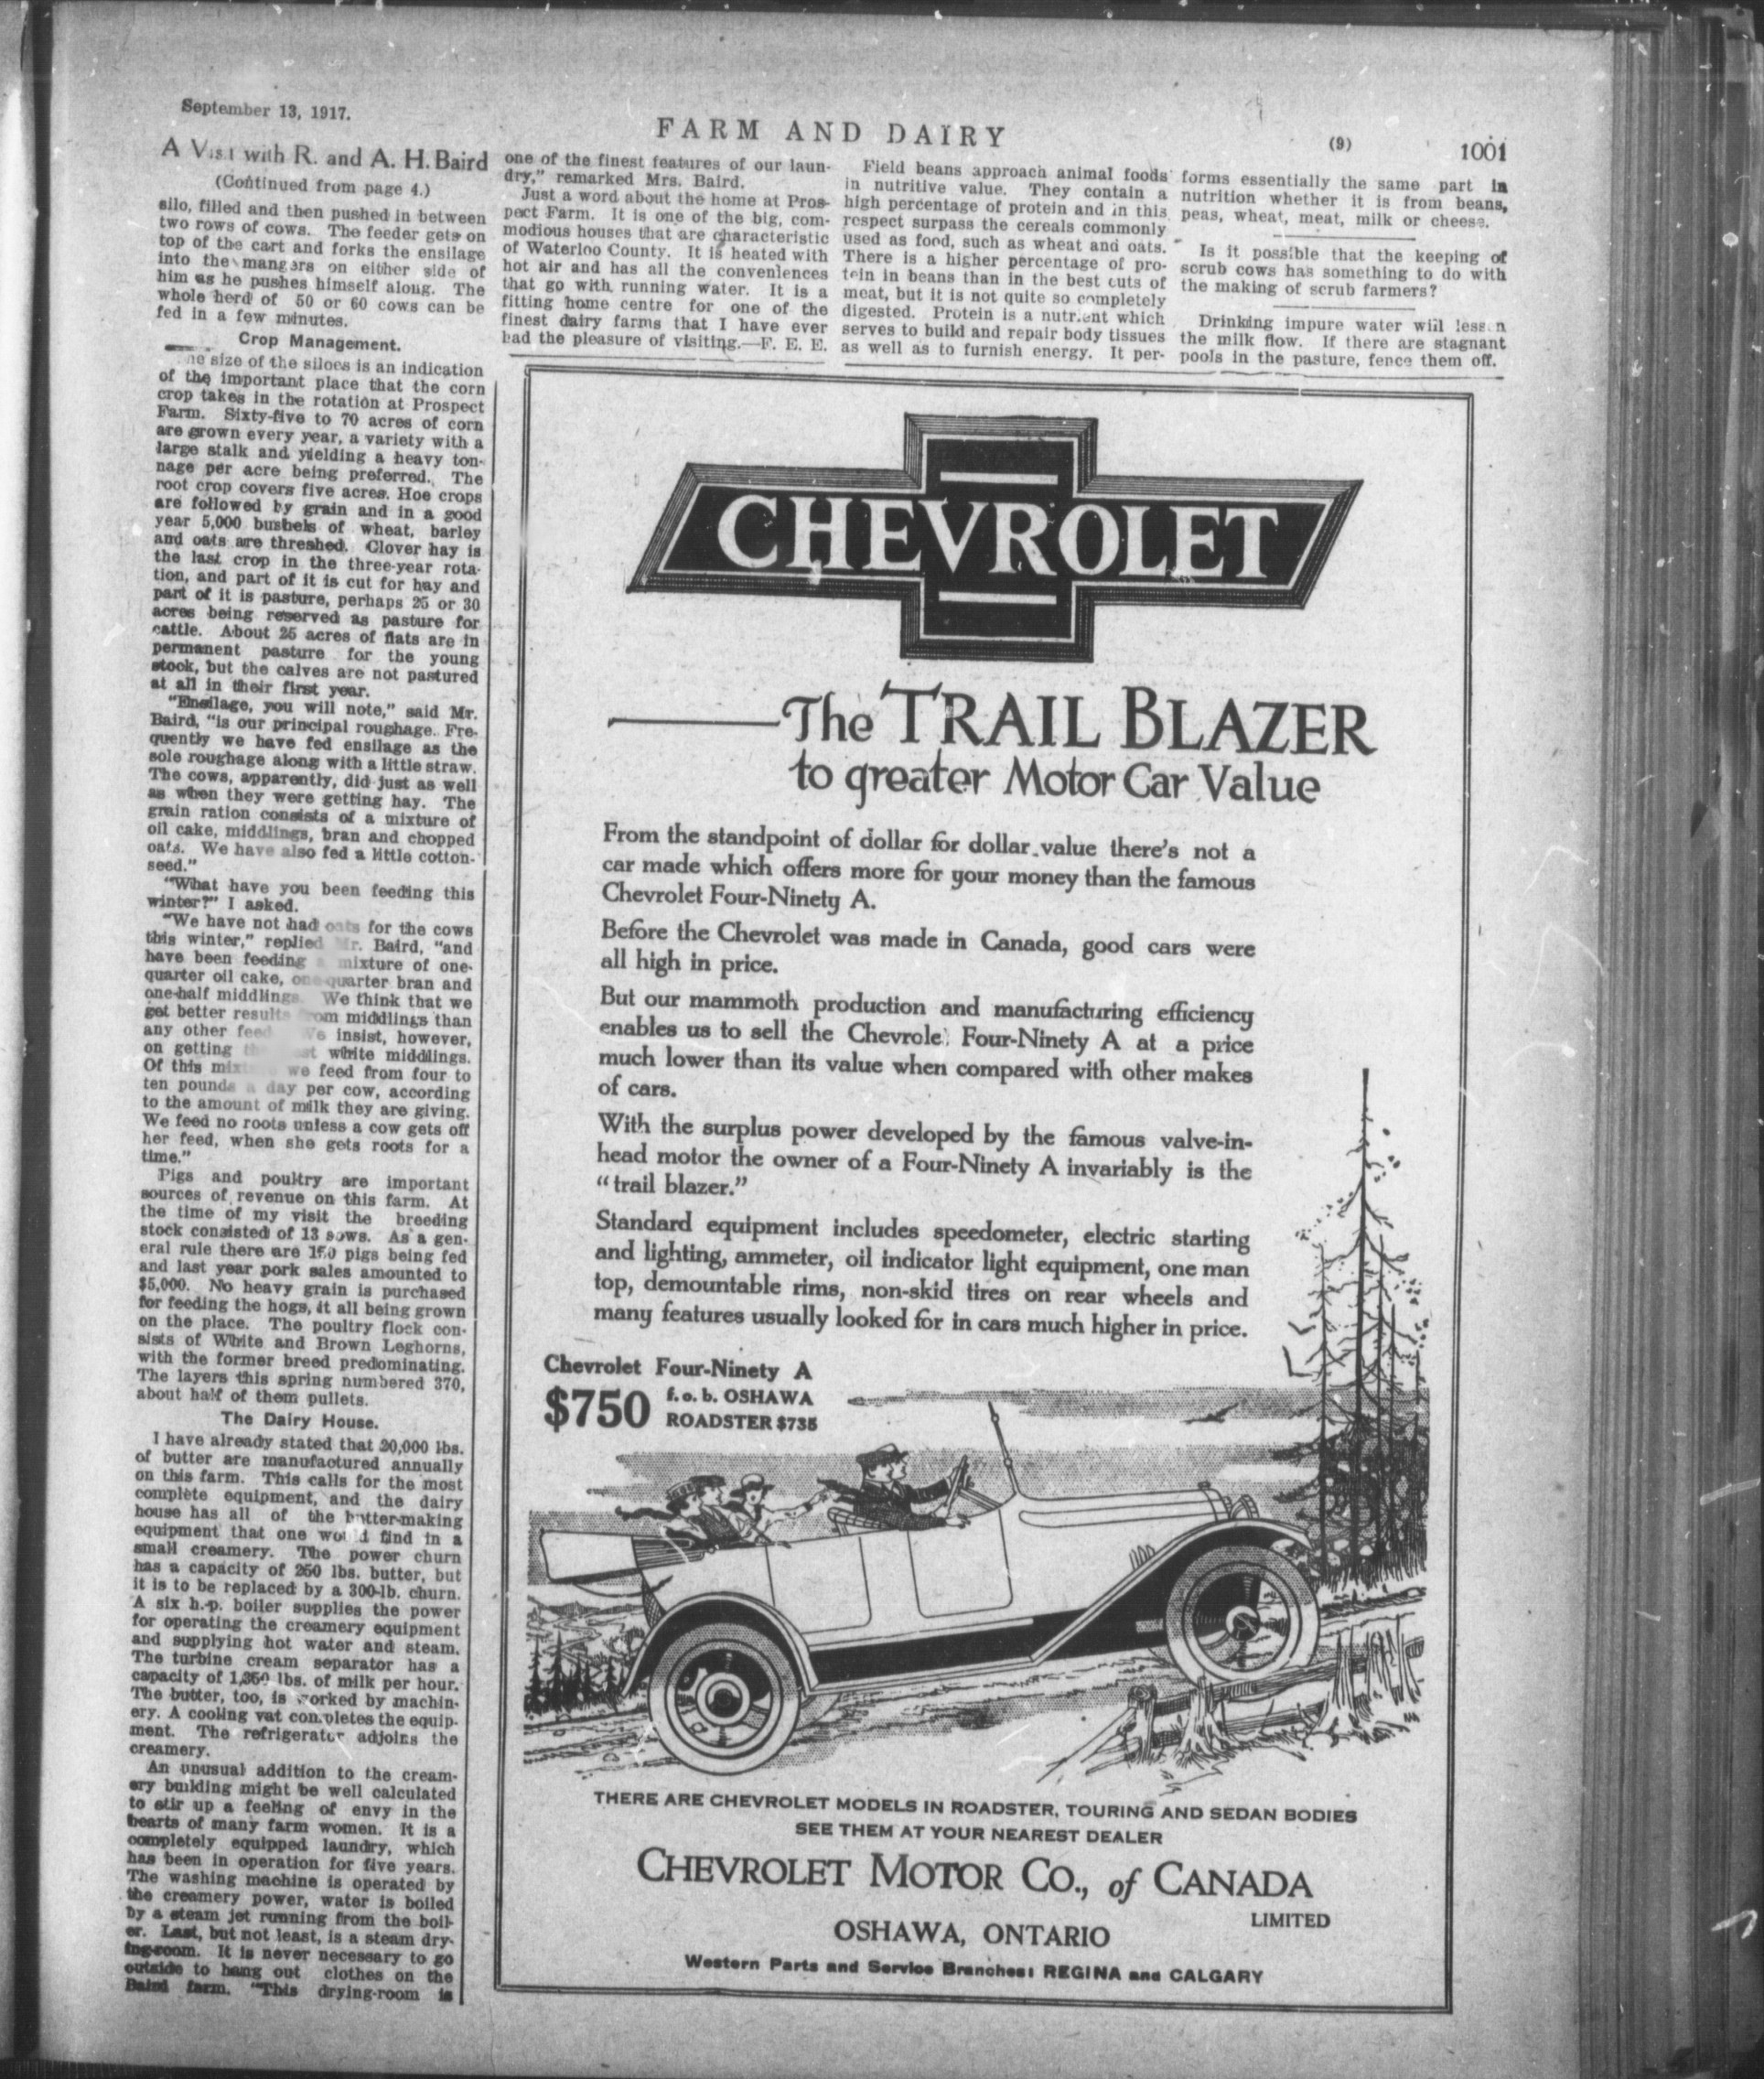 September 13, 1917.
FARM AND DAIRY
(9)
1001
A Visit with R. and A. H. Baird
(Continued from page 4.)
silo, filled and then pushed in between
two rows of cows. The feeder gets on
top of the cart and forks the ensilage
into the mangers on either side of
him as he pushes himself along. The
whole herd of 50 or 60 cows can be
fed in a few minutes.
Crop Management.
size of the siloes is an indication
of the important place that the corn
crop takes in the rotation at Prospect
Farm. Sixty-five to 70 acres of corn
are grown every year, a variety with a
large stalk and yielding a heavy ton-
nage per acre being preferred. The
root crop covers five acres. Hoe crops
are followed by grain and in a good
year 5,000 bushels of wheat, barley
and oats are threshed. Clover hay is
the last crop in the three-year rota-
tion, and part of it is cut for hay and
part of it is pasture, perhaps 25 or 30
acres being reserved as pasture for
cattle. About 25 acres of flats are in
permanent pasture for the young
stock, but the calves are not pastured
at all in their first year.
"Ensilage, you will note," said Mr.
Baird, "is our principal roughage. Fre-
quently we have fed ensilage as the
sole roughage along with a little straw.
The cows, apparently, did just as well
as when they were getting hay. The
grain ration consists of a mixture of
oil cake, middlings, bran and chopped
oats. We have also fed a little cotton-
seed."
"What have you been feeding this
winter?" I asked.
"We have not had oats for the cows
this winter," replied Mr. Baird, "and
have been feeding a mixture of one-
quarter oil cake, one-quarter bran and
one-half middlings. We think that we
get better results from middlings than
any other feed. We insist, however,
on getting white middlings.
Of this mixture we feed from four to
ten pounds a day per cow, according
to the amount of milk they are giving.
We feed no roots unless a cow gets off
her feed, when she gets roots for a
time."
Pigs and poultry are important
sources of revenue on this farm. At
the time of my visit the breeding
stock consisted of 13 sows. As a gen-
eral rule there are 150 pigs being fed
and last year pork sales amounted to
$5,000. No heavy grain is purchased
for feeding the hogs, it all being grown
on the place. The poultry flock con-
sists of White and Brown Leghorns,
with the former breed predominating.
The layers this spring numbered 370,
about half of them pullets.
The Dairy House.
I have already stated that 20,000 lbs.
of butter are manufactured annually
on this farm. This calls for the most
complete equipment, and the dairy
house has all of the butter-making
equipment that one would find in a
small creamery. The power churn
has a capacity of 250 lbs. butter, but
it is to be replaced by a 300-lb. churn.
A six h.-p. boiler supplies the power
for operating the creamery equipment
and supplying hot water and steam.
The turbine cream separator has a
capacity of 1,350 lbs. of milk per hour.
The butter, too, is worked by machin-
ery. A cooling vat completes the equip-
ment. The refrigerator adjoins the
creamery.
An unusual addition to the cream-
ery building might be well calculated
to stir up a feeling of envy in the
hearts of many farm women. It is a
completely equipped laundry, which
has been in operation for five years.
The washing machine is operated by
the creamery power, water is boiled
by a steam jet running from the boil-
er. Last, but not least, is a steam dry-
ing-room. It is never necessary to go
outside to hang out clothes on the
Baird farm. "This drying-room is
one of the finest features of our laun-
dry," remarked Mrs. Baird.
Just a word about the home at Pros-
pect Farm. It is one of the big, com-
modious houses that are characteristic
of Waterloo County. It is heated with
hot air and has all the conveniences
that go with running water. It is a
fitting home centre for one of the
finest dairy farms that I have ever
had the pleasure of visiting.—F. E. E.
Field beans approach animal foods
in nutritive value. They contain a
high percentage of protein and in this
respect surpass the cereals commonly
used as food, such as wheat and oats.
There is a higher percentage of pro-
tein in beans than in the best cuts of
meat, but it is not quite so completely
digested. Protein is a nutrient which
serves to build and repair body tissues
as well as to furnish energy. It per-
forms essentially the same part in
nutrition whether it is from beans,
peas, wheat, meat, milk or cheese.
Is it possible that the keeping of
scrub cows has something to do with
the making of scrub farmers?
Drinking impure water will lessen
the milk flow. If there are stagnant
pools in the pasture, fence them off.
CHEVROLET
The TRAIL BLAZER
to greater Motor Car Value
From the standpoint of dollar for dollar value there's not a
car made which offers more for your money than the famous
Chevrolet Four-Ninety A.
Before the Chevrolet was made in Canada, good cars were
all high in price.
But our mammoth production and manufacturing efficiency
enables us to sell the Chevrolet Four-Ninety A at a price
much lower than its value when compared with other makes
of cars.
With the surplus power developed by the famous valve-in-
head motor the owner of a Four-Ninety A invariably is the
"trail blazer."
Standard equipment includes speedometer, electric starting
and lighting, ammeter, oil indicator light equipment, one man
top, demountable rims, non-skid tires on rear wheels and
many features usually looked for in cars much higher in price.
Chevrolet Four-Ninety A
$750 f. o. b. OSHAWA
ROADSTER $735
THERE ARE CHEVROLET MODELS IN ROADSTER, TOURING AND SEDAN BODIES
SEE THEM AT YOUR NEAREST DEALER
CHEVROLET MOTOR CO., of CANADA
LIMITED
OSHAWA, ONTARIO
Western Parts and Service Branches: REGINA and CALGARY